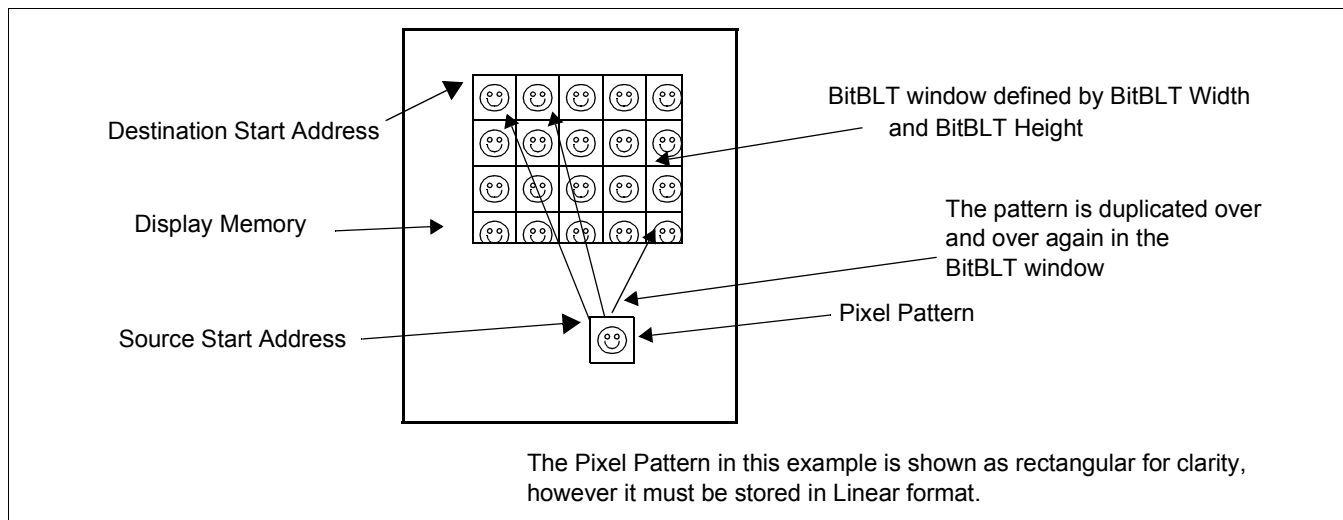 Destination Start Address
Display Memory
Source Start Address
BitBLT window defined by BitBLT Width
and BitBLT Height
The pattern is duplicated over
and over again in the
BitBLT window
Pixel Pattern
The Pixel Pattern in this example is shown as rectangular for clarity,
however it must be stored in Linear format.